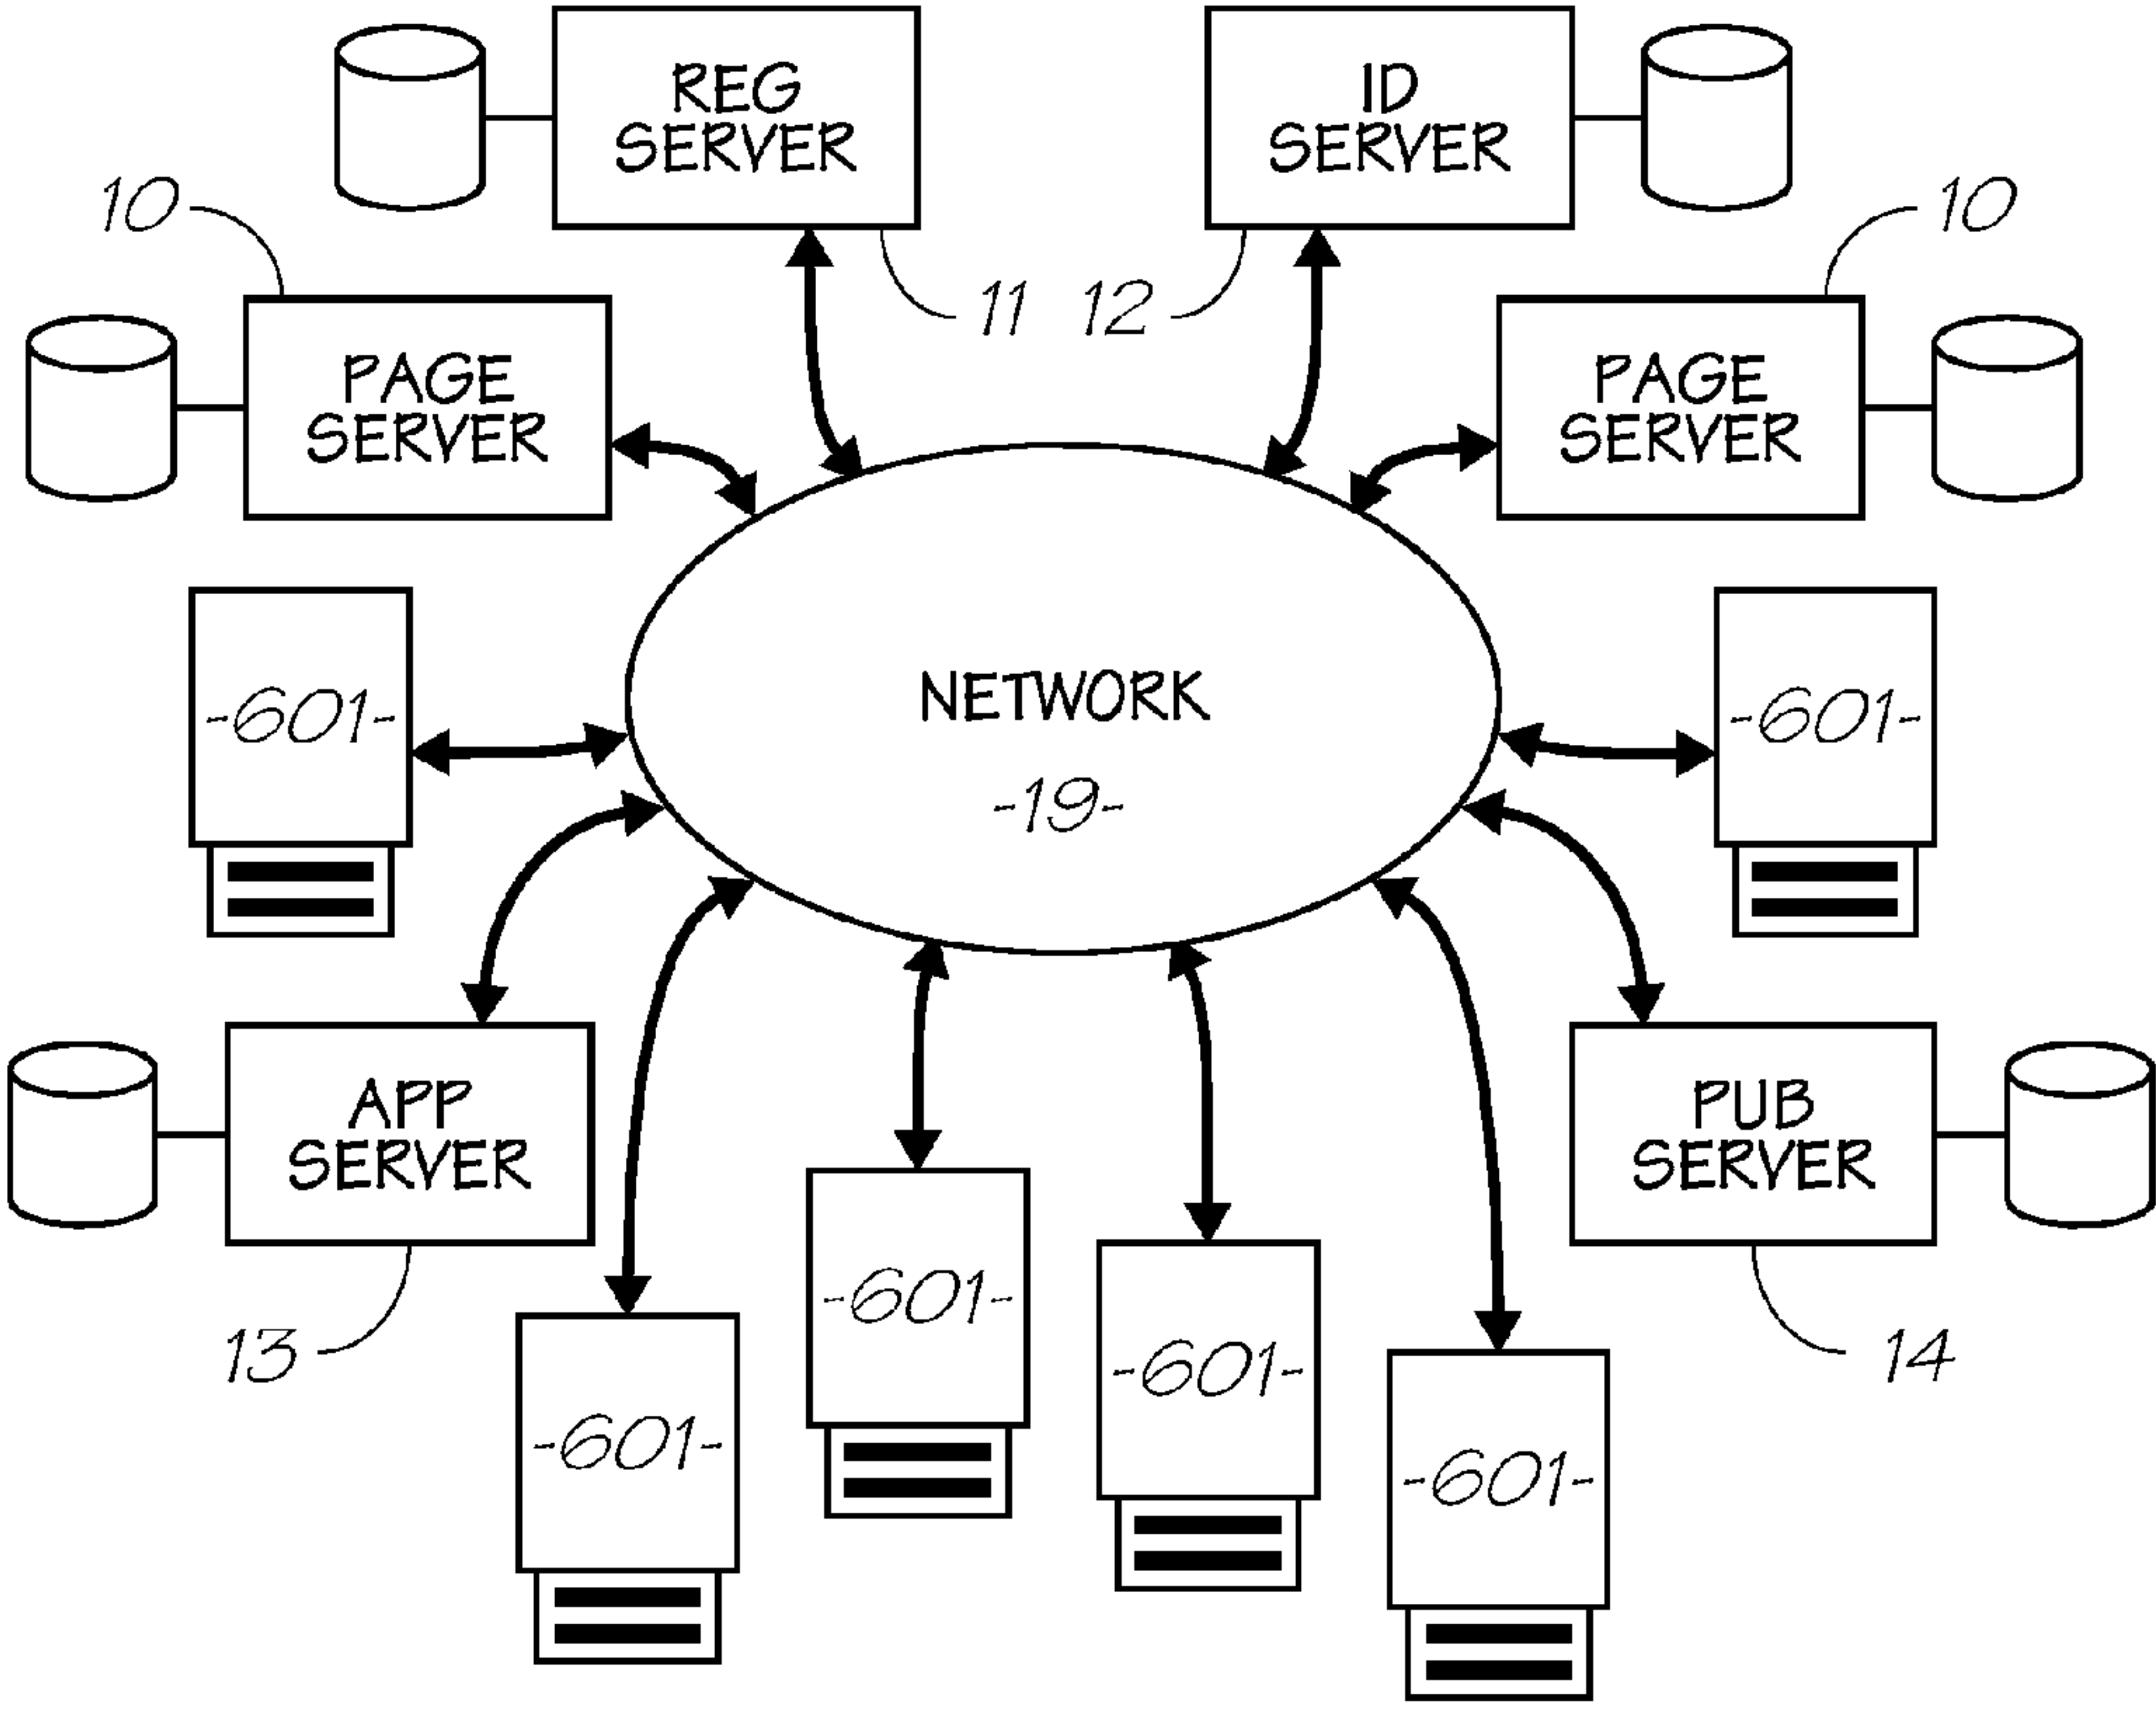 REG
SERVER
ID
SERVER
10
10
11
12
PAGE
SERVER
PAGE
SERVER
-601-
NETWORK
-19-
-601-
APP
SERVER
PUB
SERVER
13
-601-
-601-
-601-
-601-
14